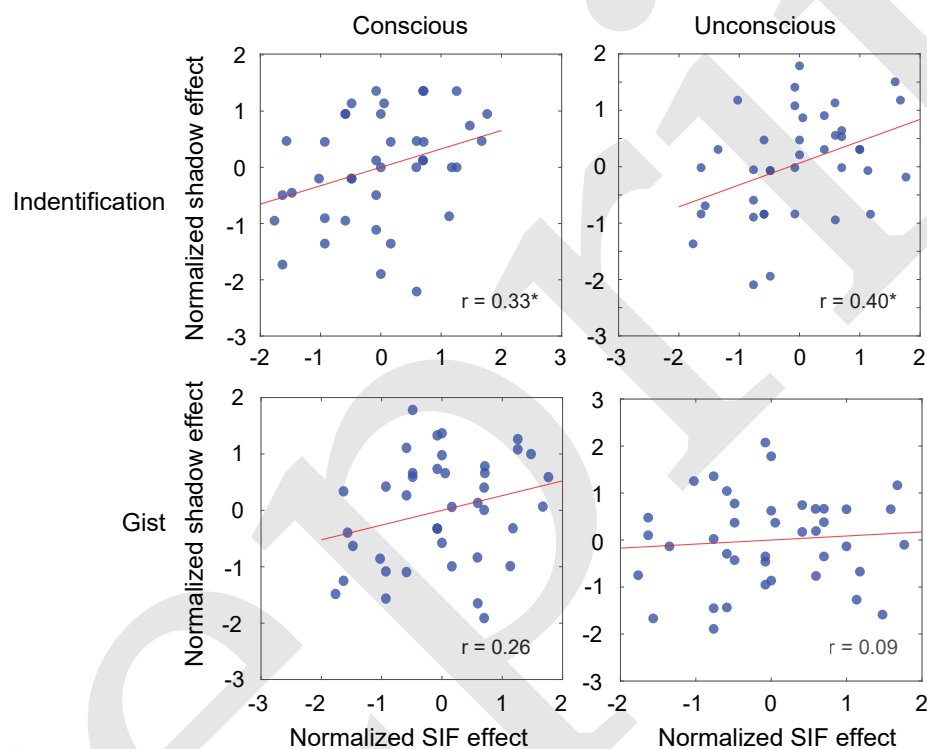 Conscious
Unconscious
Indentification
Normalized shadow effect
2
1
0
-1
-2
-3
r = 0.33*
-2 -1 0 1 2 3
2
1
0
-1
-2
-3
r = 0.40*
-2 -1 0 1 2
Gist
Normalized shadow effect
2
1
0
-1
-2
-3
r = 0.26
-3 -2 -1 0 1 2
Normalized SIF effect
3
2
1
0
-1
-2
-3
r = 0.09
-2 -1 0 1 2
Normalized SIF effect